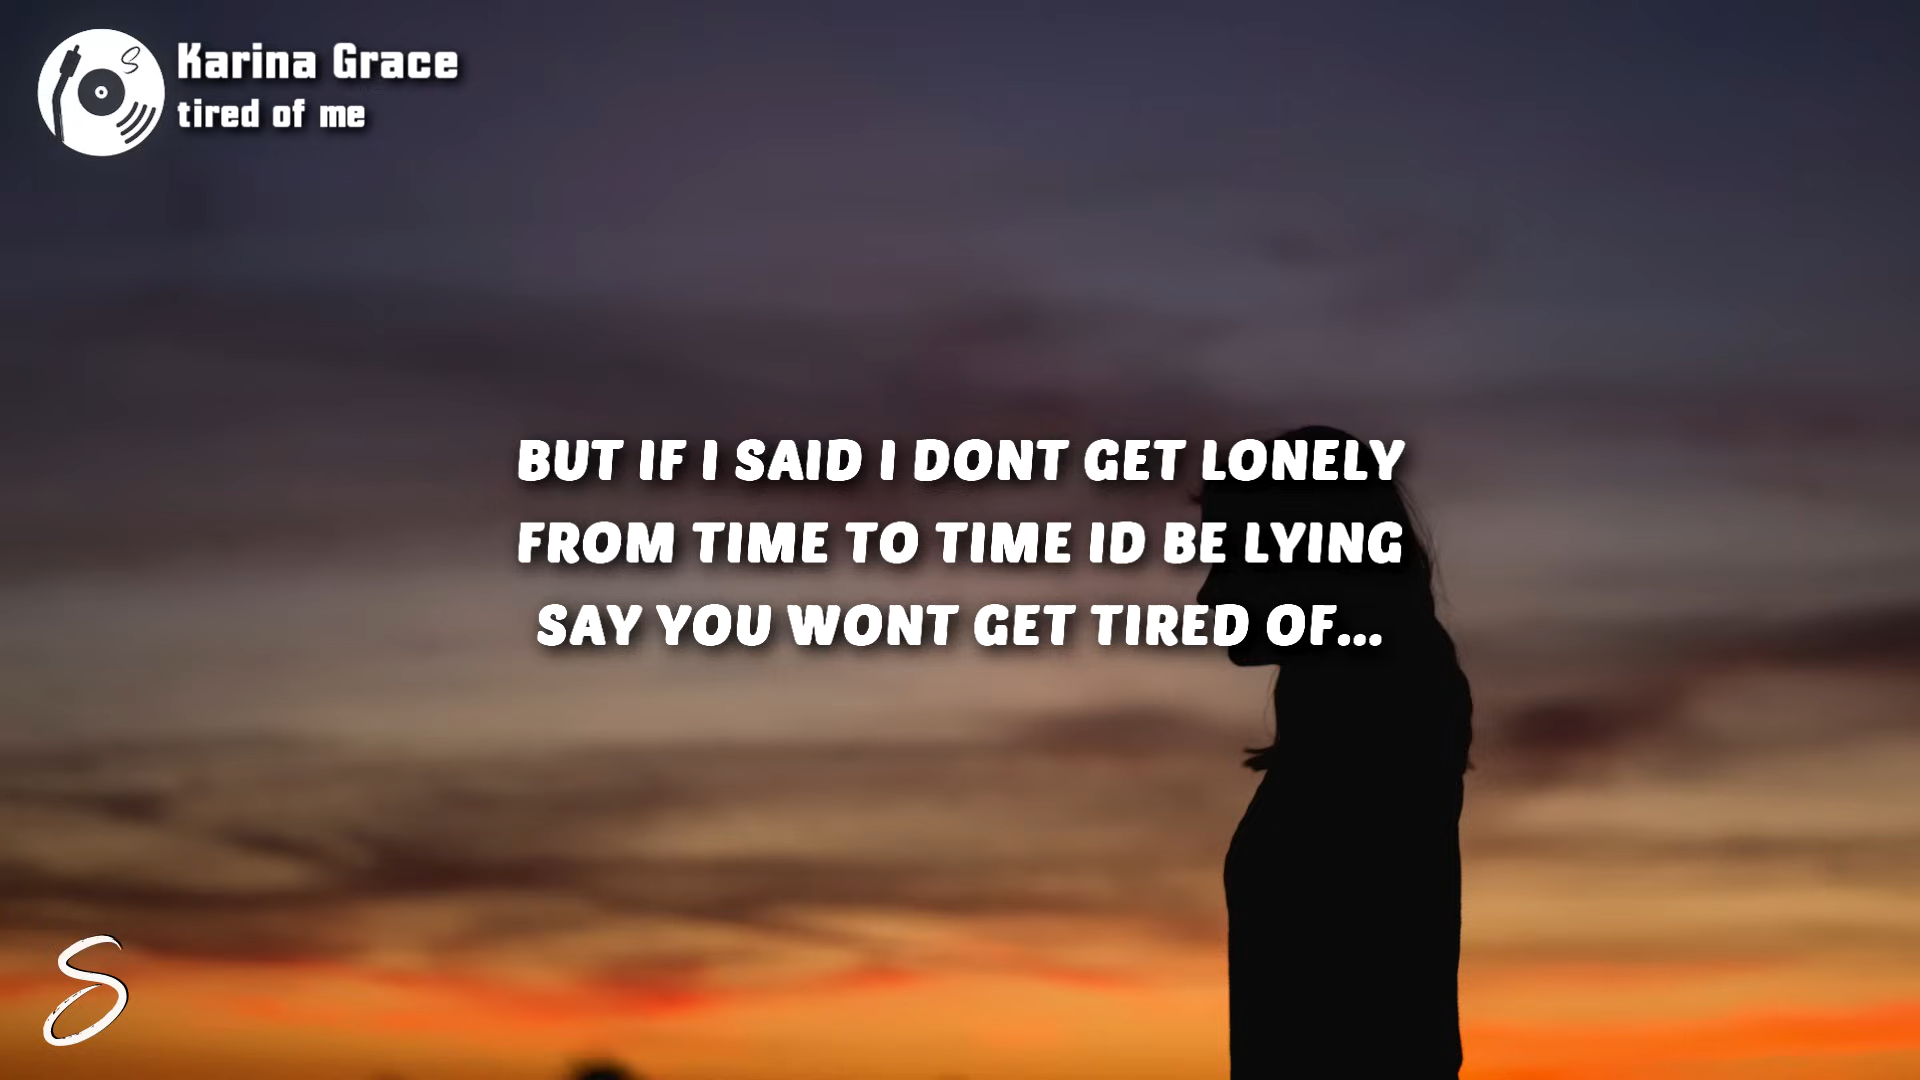 Karina Grace
tired of me
BUT IF I SAID I DONT GET LONELY
FROM TIME TO TIME ID BE LYING
SAY YOU WONT GET TIRED OF...
S